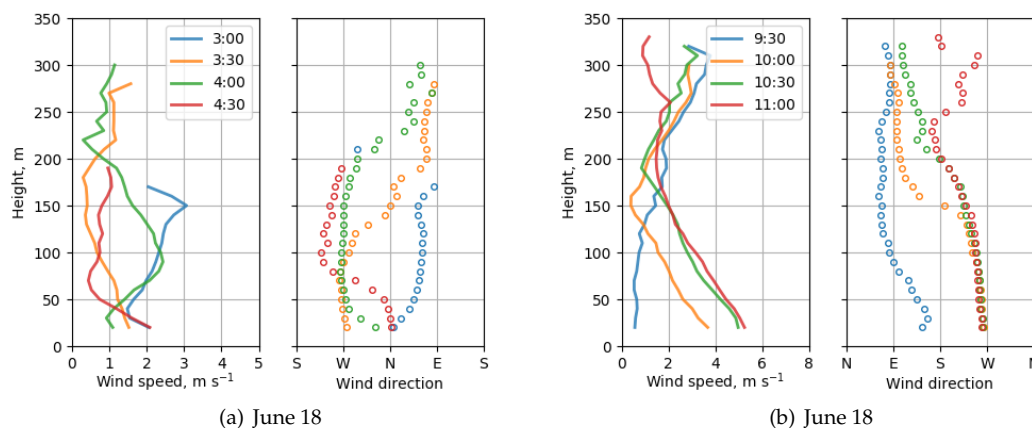 350
300
250
200
150
100
50
0
Height, m
3:00
3:30
4:00
4:30
0 1 2 3 4 5
Wind speed, m s⁻¹
S W N E S
Wind direction
(a) June 18
350
300
250
200
150
100
50
0
Height, m
9:30
10:00
10:30
11:00
0 2 4 6 8
Wind speed, m s⁻¹
N E S W
Wind direction
(b) June 18